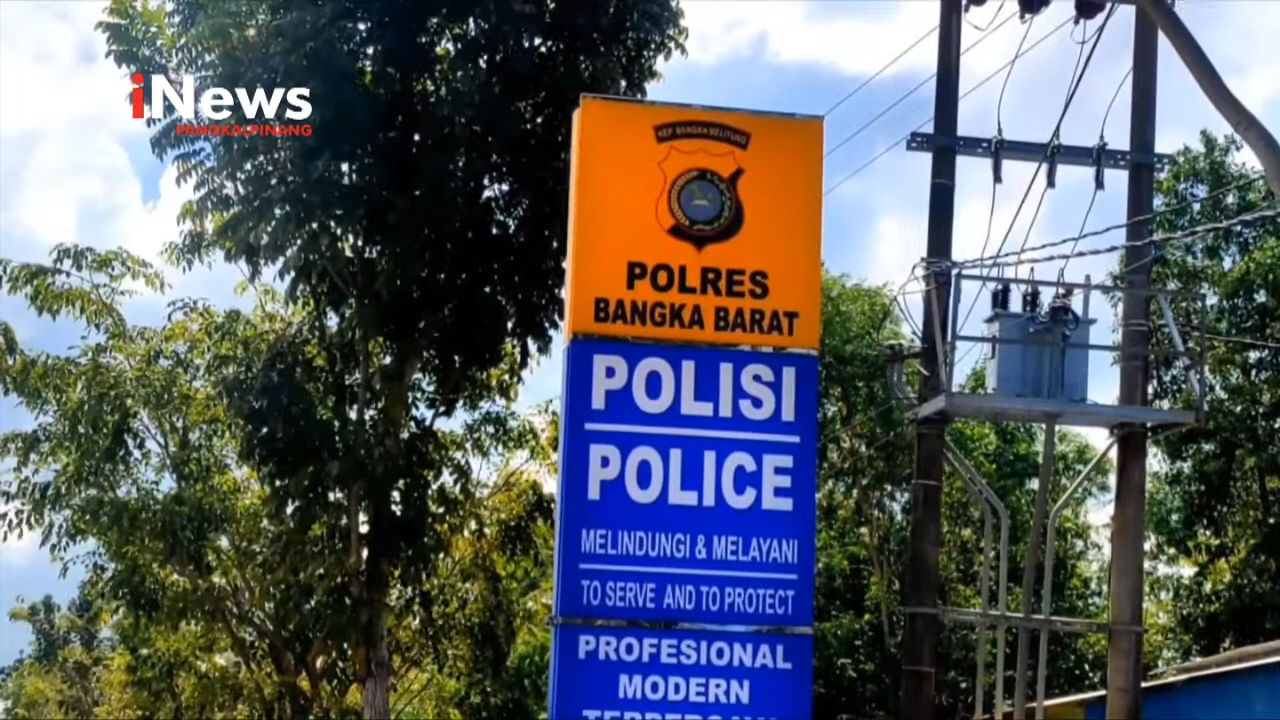 iNews
PANGKALPINANG
KEP BANGKA BELITUNG
POLRES
BANGKA BARAT
POLISI
POLICE
MELINDUNGI & MELAYANI
TO SERVE AND TO PROTECT
PROFESIONAL
MODERN